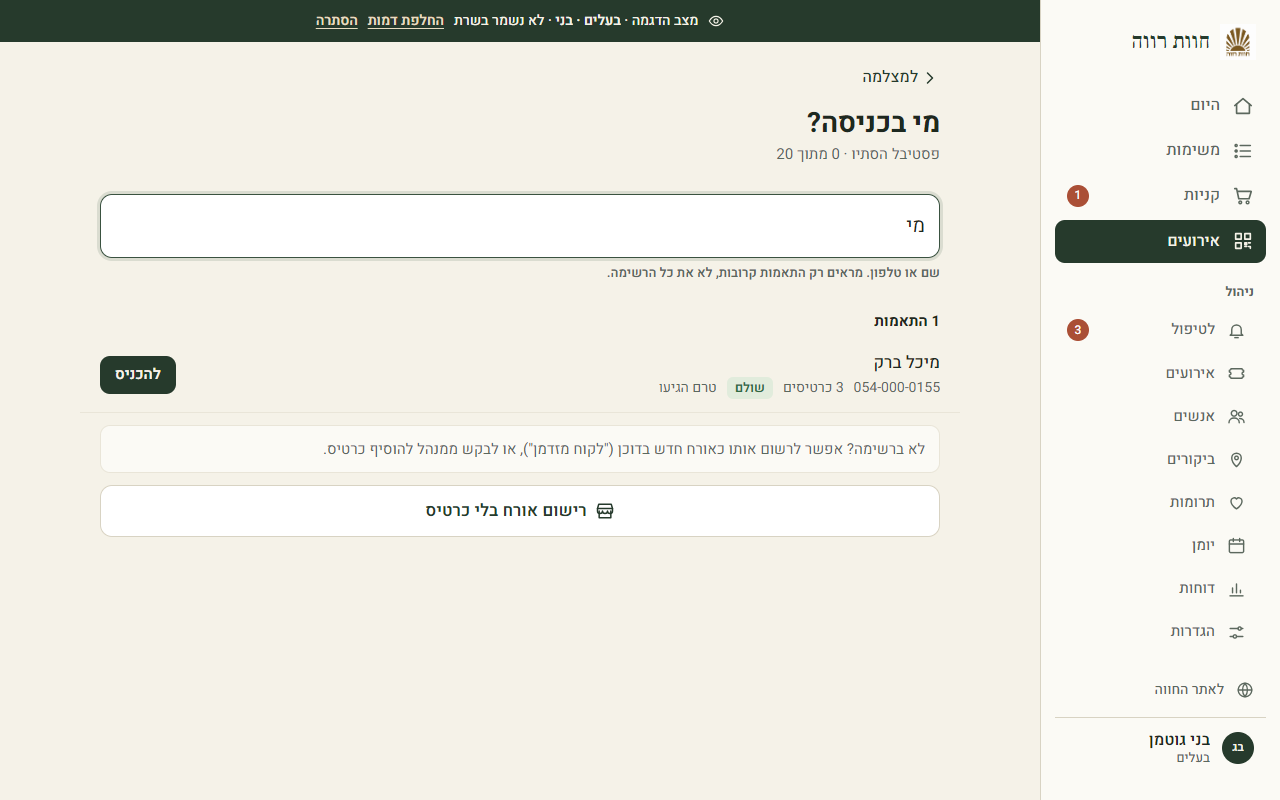 מצב הדגמה · בעלים · בני · לא נשמר בשרת החלפת דמות הסתרה
חוות רווה
היום
משימות
קניות 1
אירועים
ניהול
לטיפול 3
אירועים
אנשים
ביקורים
תרומות
יומן
דוחות
הגדרות
לאתר החווה
בג
בני גוטמן
בעלים
למצלמה
מי בכניסה?
פסטיבל הסתיו · 0 מתוך 20
מי
שם או טלפון. מראים רק התאמות קרובות, לא את כל הרשימה.
1 התאמות
מיכל ברק
054-000-0155 3 כרטיסים שולם טרם הגיעו
להכניס
לא ברשימה? אפשר לרשום אותו כאורח חדש בדוכן ("לקוח מזדמן"), או לבקש ממנהל להוסיף כרטיס.
רישום אורח בלי כרטיס